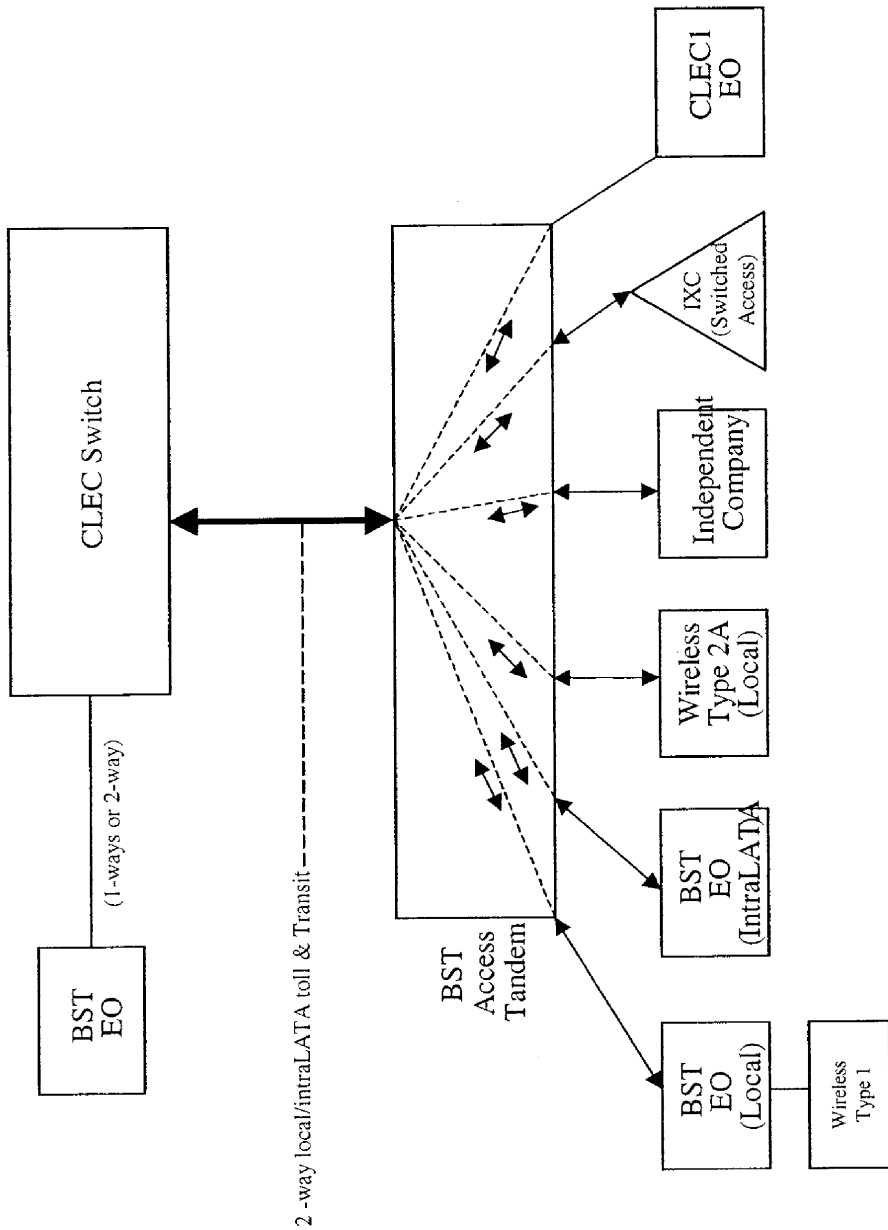 BST
EO
(1-ways or 2-way)
CLEC Switch
2 -way local/intraLATA toll & Transit
BST
Access
Tandem
BST
EO
(Local)
Wireless
Type 1
BST
EO
(IntraLATA
Wireless
Type 2A
(Local)
Independent
Company
IXC
(Switched
Access)
CLEC1
EO